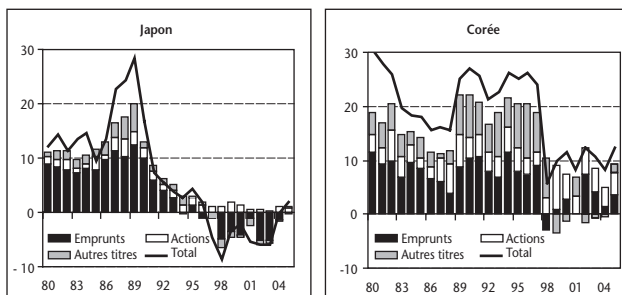 Japon
30
20
10
0
- 10
Emprunts
Actions
Autres titres
Total
80 83 86 89 92 95 98 01 04
Corée
30
20
10
0
-10
Emprunts
Actions
Autres titres
Total
80 83 86 89 92 95 98 01 04